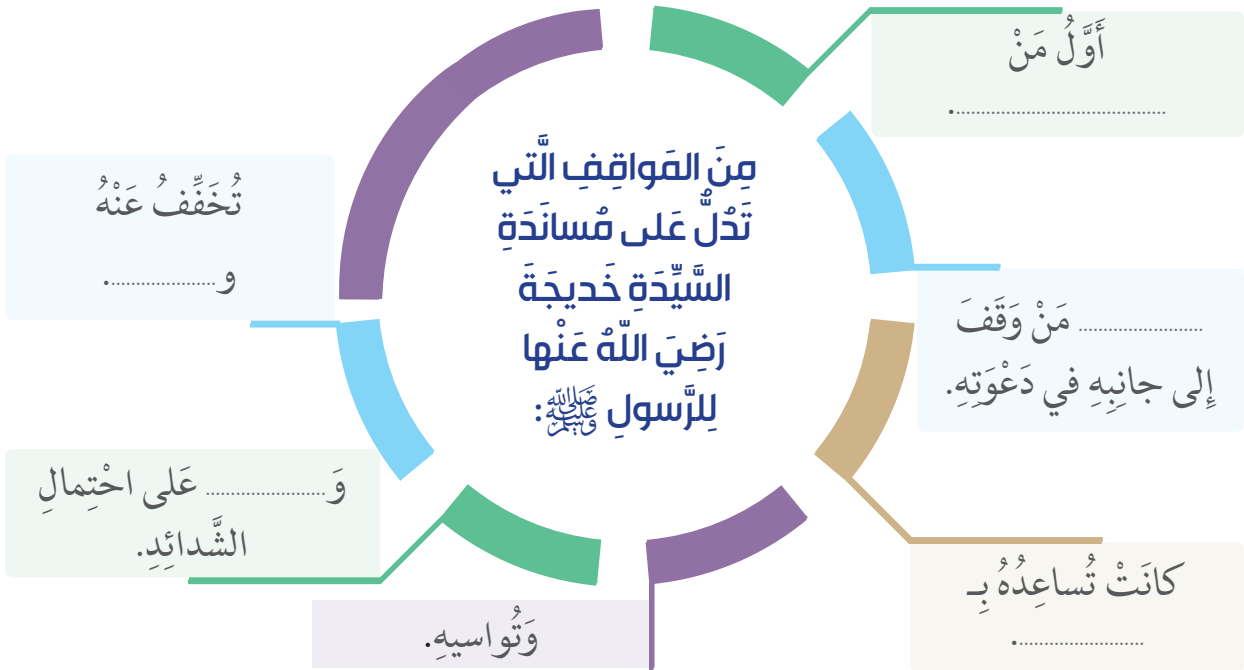 مِنَ المَواقِفِ الَّتي
تَدُلُّ عَلى مُسانَدَةِ
السَّيِّدَةِ خَديجَةَ
رَضِيَ اللّهُ عَنْها
لِلرَّسولِ ﷺ:
أَوَّلُ مَنْ
.......................................
......................... مَنْ وَقَفَ
إِلى جانِبِهِ في دَعْوَتِهِ.
كانَتْ تُساعِدُهُ بِـ
.........................
وَتُواسيهِ.
وَ........................ عَلى احْتِمالِ
الشَّدائِدِ.
تُخَفِّفُ عَنْهُ
و......................